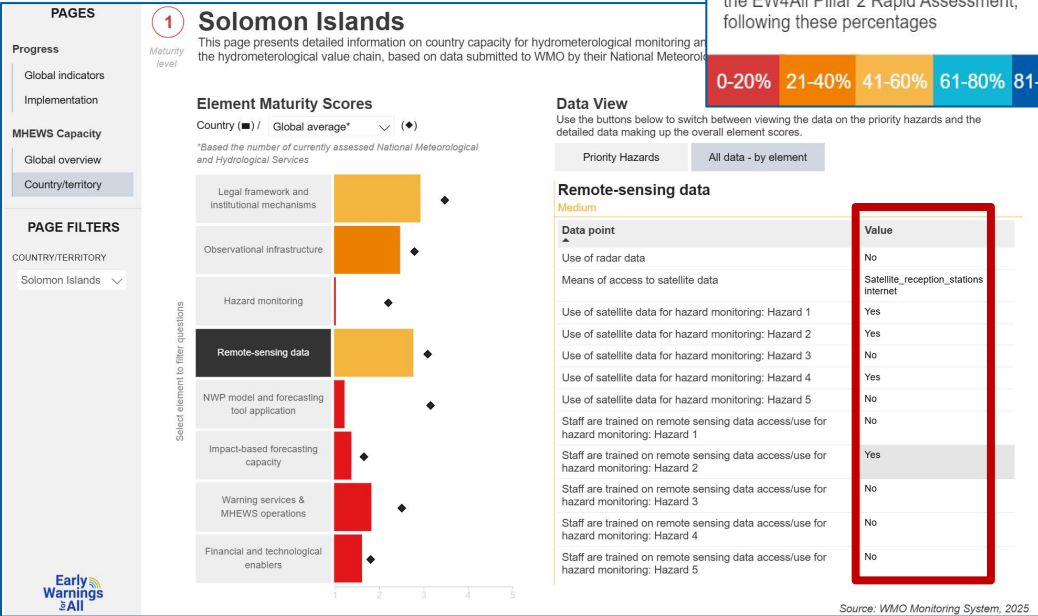 PAGES
Progress
Global indicators
Implementation
MHEWS Capacity
Global overview
Country/territory
PAGE FILTERS
COUNTRY/TERRITORY
Solomon Islands
Early
Warnings
for All
1
Maturity
level
Solomon Islands
This page presents detailed information on country capacity for hydrometerological monitoring an
the hydrometerological value chain, based on data submitted to WMO by their National Meteorol
the EW4All Pillar 2 Rapid Assessment,
following these percentages
0-20% 21-40% 41-60% 61-80% 81-
Element Maturity Scores
Country (■) / Global average* (◆)
*Based the number of currently assessed National Meteorological
and Hydrological Services
Select element to filter questions
Legal framework and
institutional mechanisms
Observational infrastructure
Hazard monitoring
Remote-sensing data
NWP model and forecasting
tool application
Impact-based forecasting
capacity
Warning services &
MHEWS operations
Financial and technological
enablers
1 2 3 4 5
Data View
Use the buttons below to switch between viewing the data on the priority hazards and the
detailed data making up the overall element scores.
Priority Hazards All data - by element
Remote-sensing data
Medium
Data point Value
Use of radar data No
Means of access to satellite data Satellite_reception_stations
internet
Use of satellite data for hazard monitoring: Hazard 1 Yes
Use of satellite data for hazard monitoring: Hazard 2 Yes
Use of satellite data for hazard monitoring: Hazard 3 No
Use of satellite data for hazard monitoring: Hazard 4 Yes
Use of satellite data for hazard monitoring: Hazard 5 No
Staff are trained on remote sensing data access/use for No
hazard monitoring: Hazard 1
Staff are trained on remote sensing data access/use for Yes
hazard monitoring: Hazard 2
Staff are trained on remote sensing data access/use for No
hazard monitoring: Hazard 3
Staff are trained on remote sensing data access/use for No
hazard monitoring: Hazard 4
Staff are trained on remote sensing data access/use for No
hazard monitoring: Hazard 5
Source: WMO Monitoring System, 2025